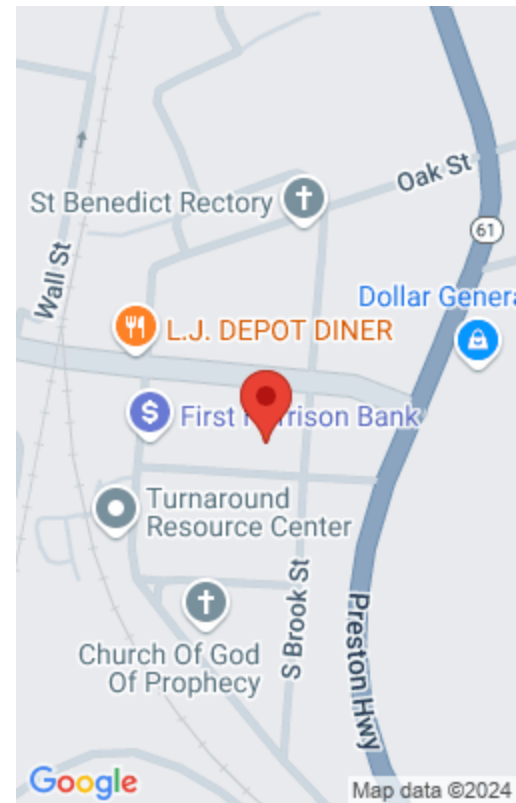 Oak St
St Benedict Rectory
61
Wall St
Dollar Genera
L.J. DEPOT DINER
$
First Harrison Bank
Turnaround
Resource Center
S Brook St
Preston Hwy
Church Of God
Of Prophecy
Google
Map data ©2024